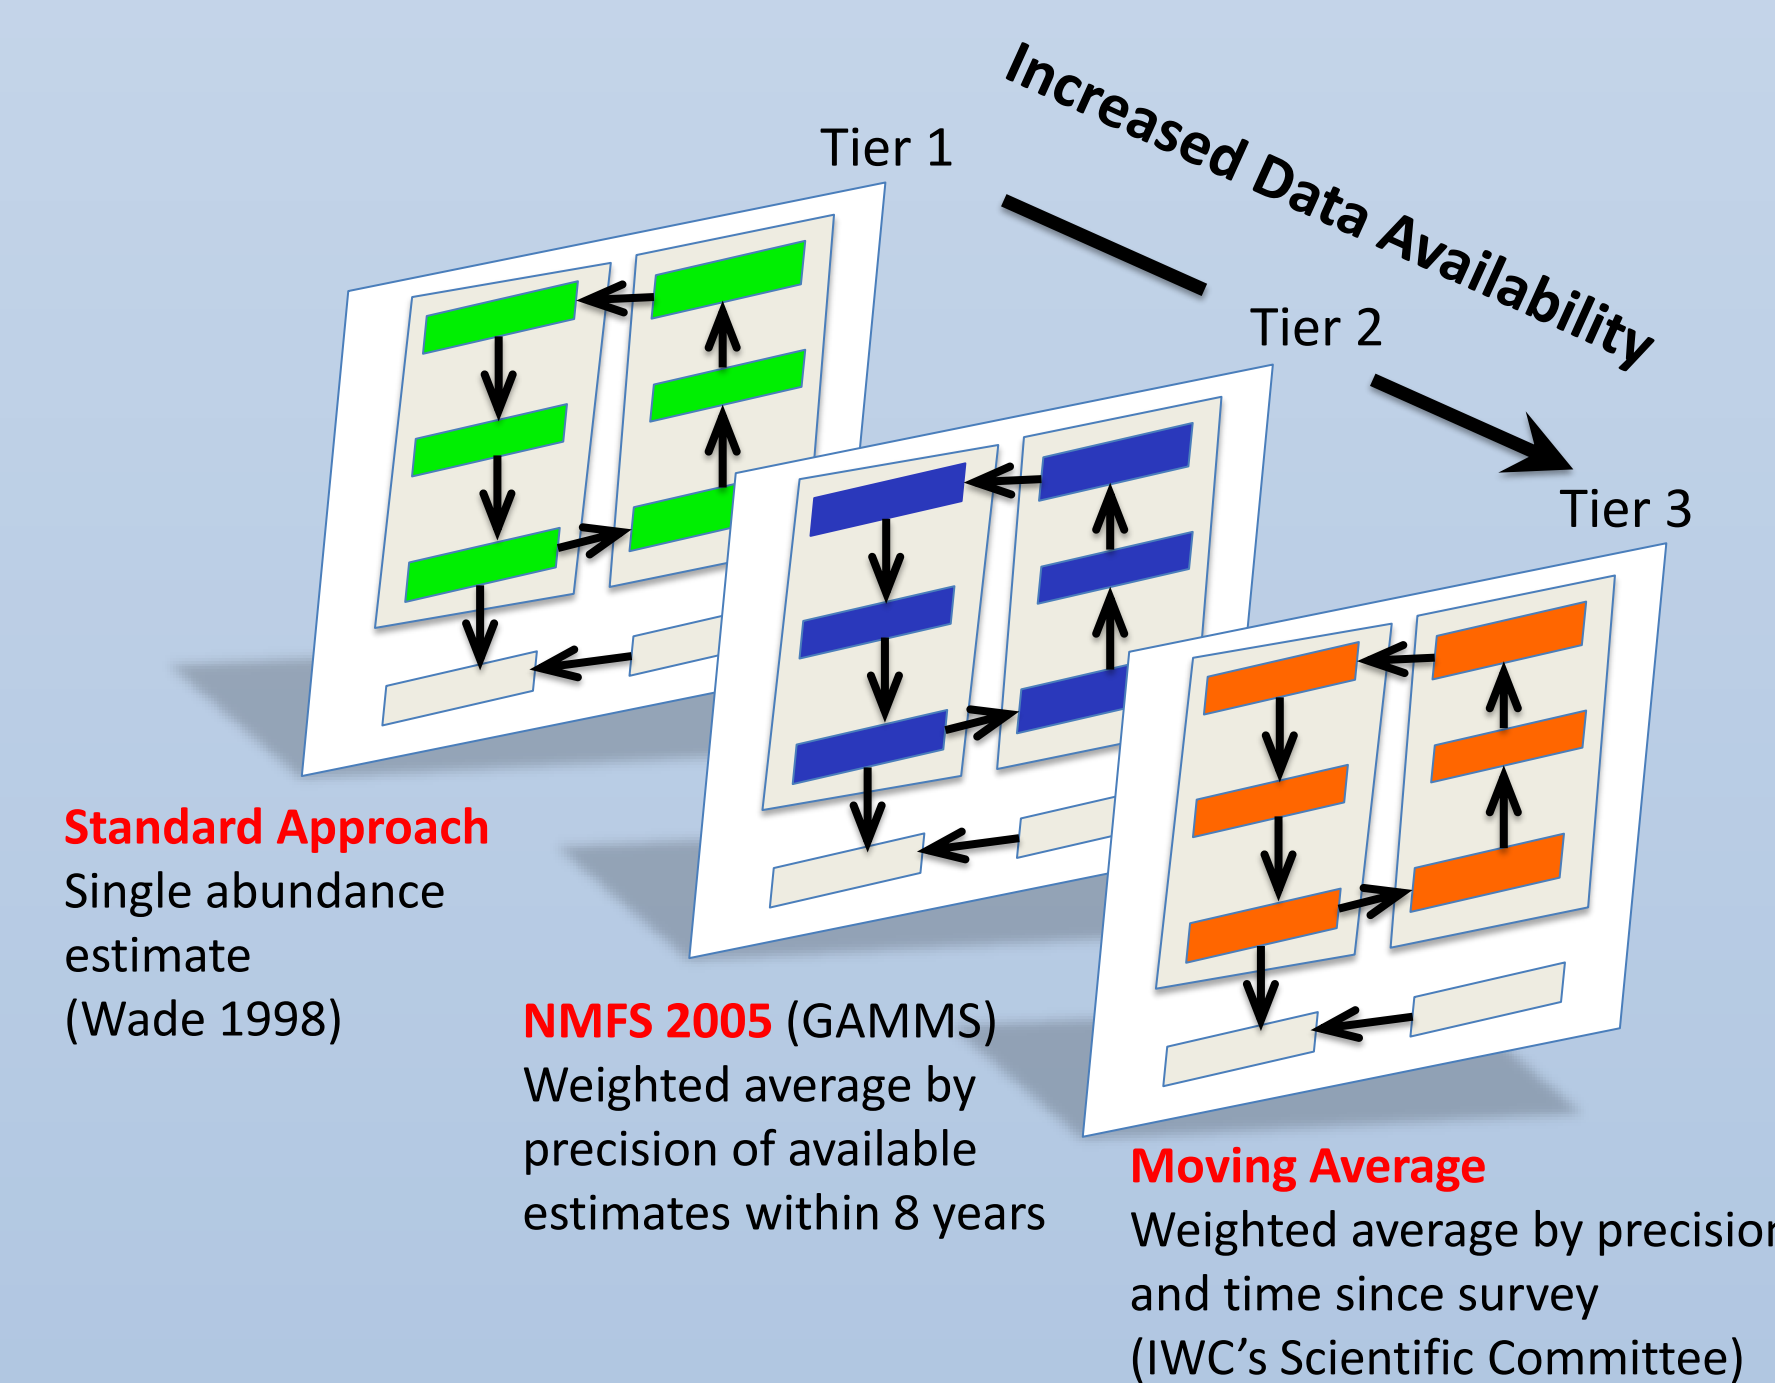 Increased Data Availability
Tier 1
Tier 2
Tier 3
Standard Approach
Single abundance
estimate
(Wade 1998)
NMFS 2005 (GAMMS)
Weighted average by
precision of available
estimates within 8 years
Moving Average
Weighted average by precision
and time since survey
(IWC's Scientific Committee)